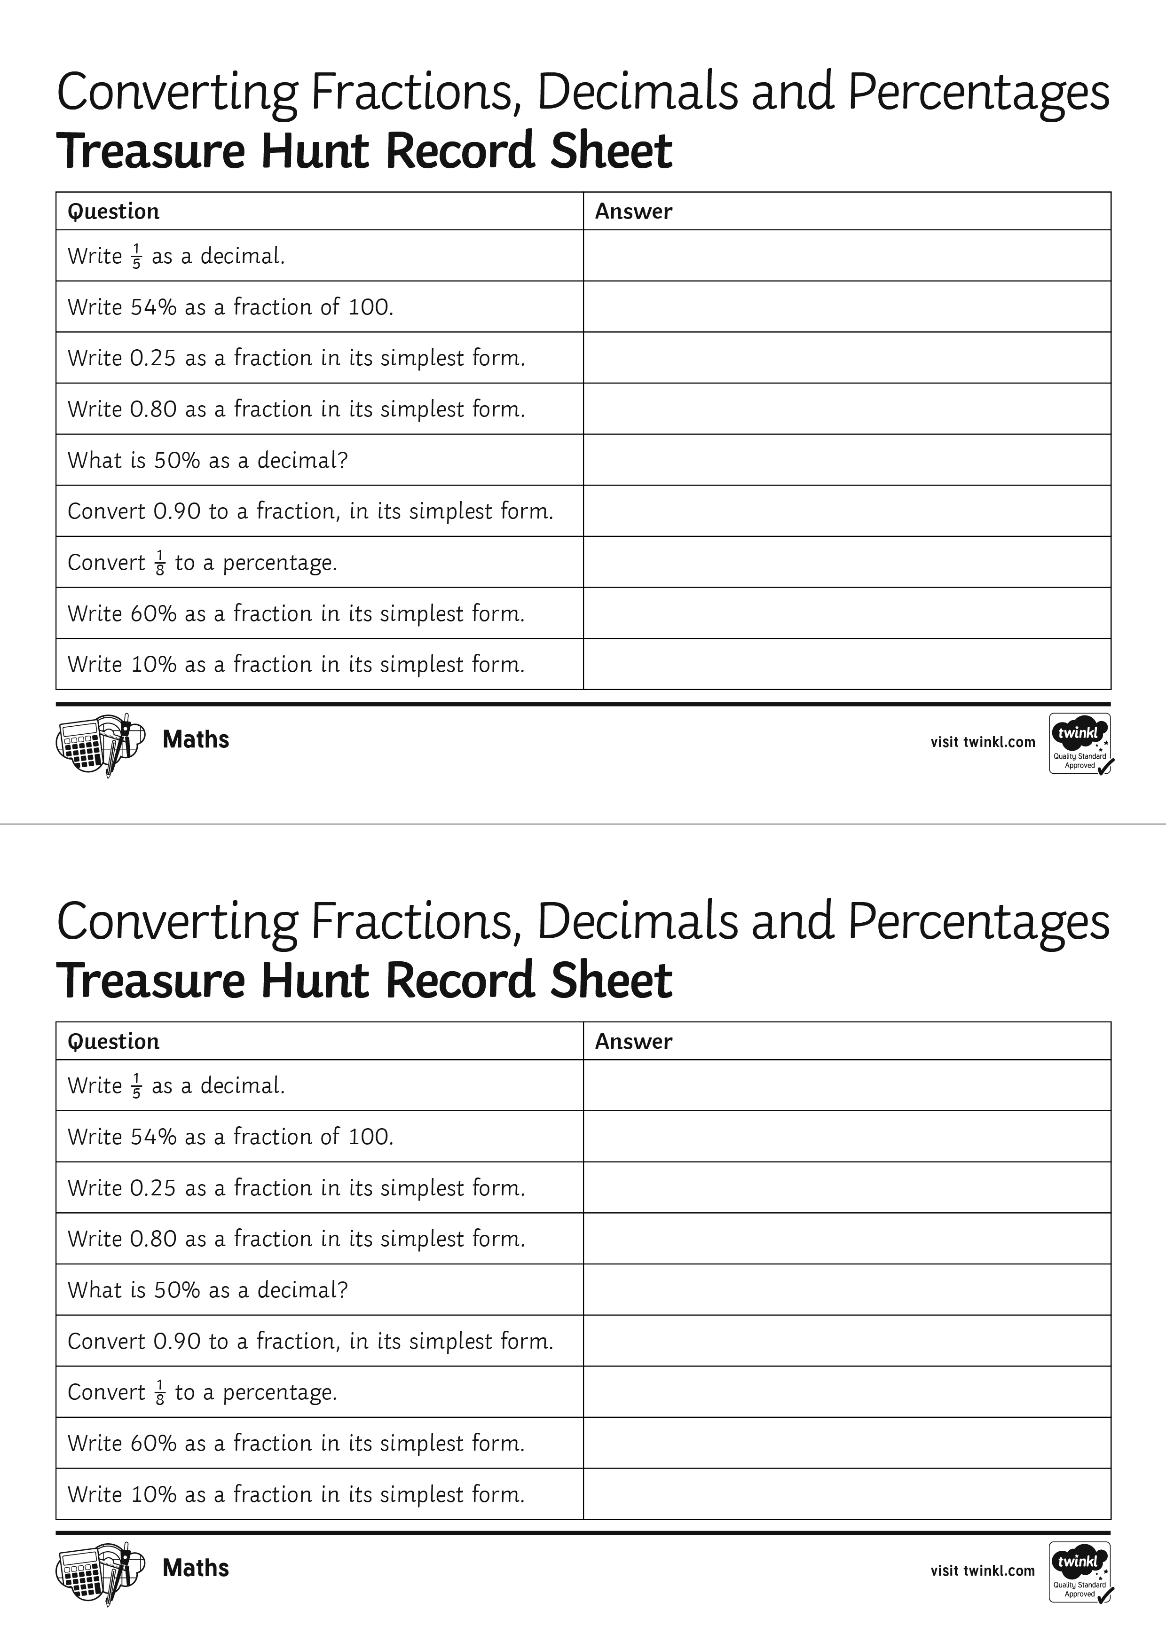 Converting Fractions, Decimals and Percentages
Treasure Hunt Record Sheet
Question Answer
Write 1/5 as a decimal.
Write 54% as a fraction of 100.
Write 0.25 as a fraction in its simplest form.
Write 0.80 as a fraction in its simplest form.
What is 50% as a decimal?
Convert 0.90 to a fraction, in its simplest form.
Convert 1/8 to a percentage.
Write 60% as a fraction in its simplest form.
Write 10% as a fraction in its simplest form.
Maths visit twinkl.com twinkl
Quality Standard
Approved
Converting Fractions, Decimals and Percentages
Treasure Hunt Record Sheet
Question Answer
Write 1/5 as a decimal.
Write 54% as a fraction of 100.
Write 0.25 as a fraction in its simplest form.
Write 0.80 as a fraction in its simplest form.
What is 50% as a decimal?
Convert 0.90 to a fraction, in its simplest form.
Convert 1/8 to a percentage.
Write 60% as a fraction in its simplest form.
Write 10% as a fraction in its simplest form.
Maths visit twinkl.com twinkl
Quality Standard
Approved